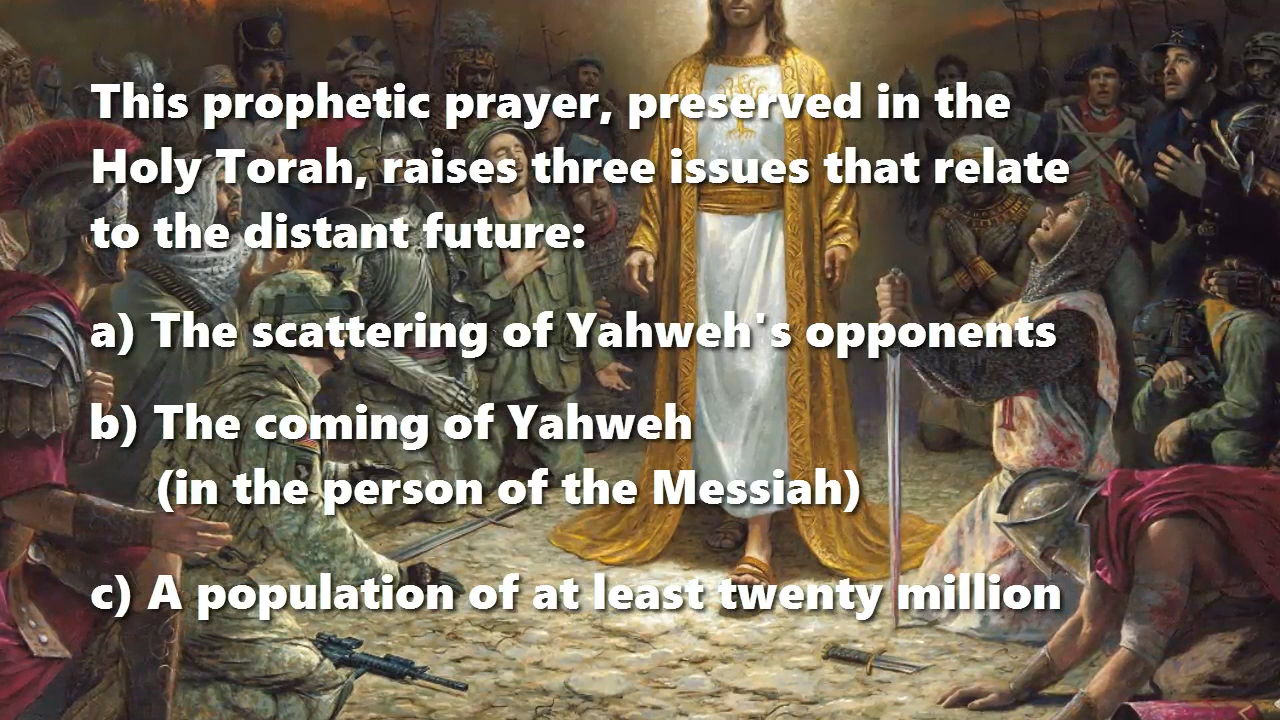 This prophetic prayer, preserved in the
Holy Torah, raises three issues that relate
to the distant future:
a) The scattering of Yahweh's opponents
b) The coming of Yahweh
(in the person of the Messiah)
c) A population of at least twenty million